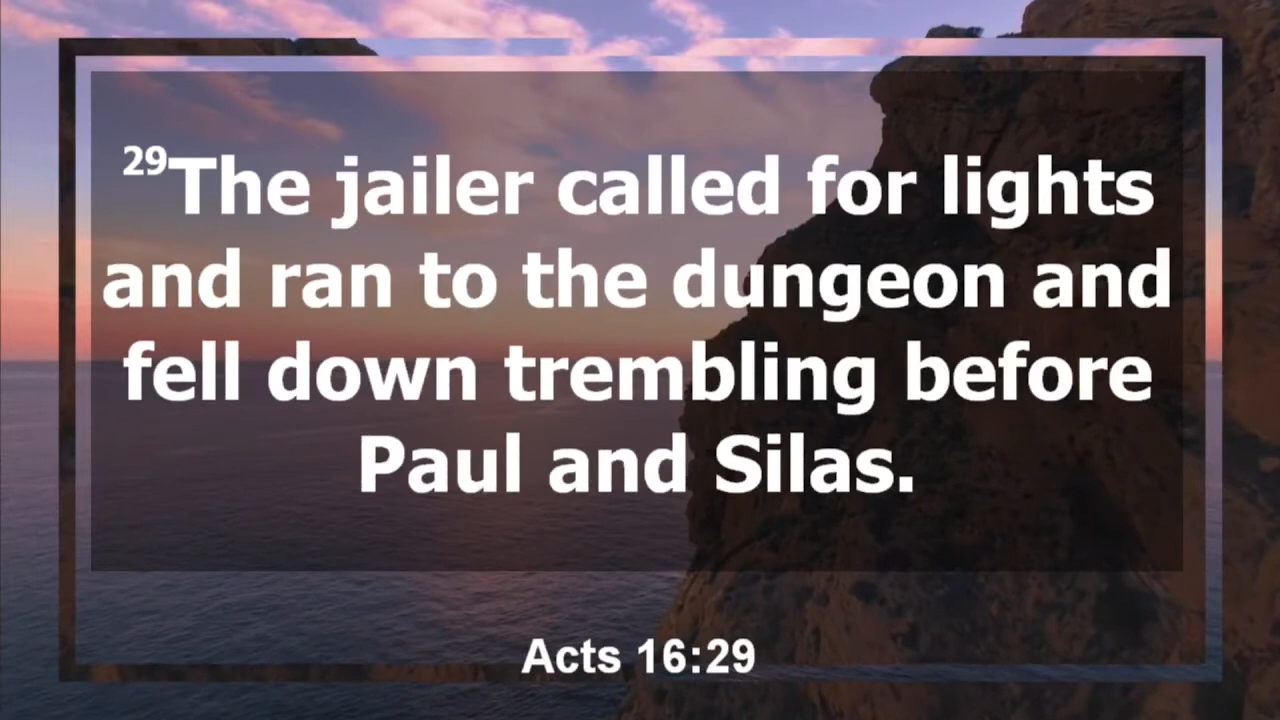 29The jailer called for lights
and ran to the dungeon and
fell down trembling before
Paul and Silas.
Acts 16:29